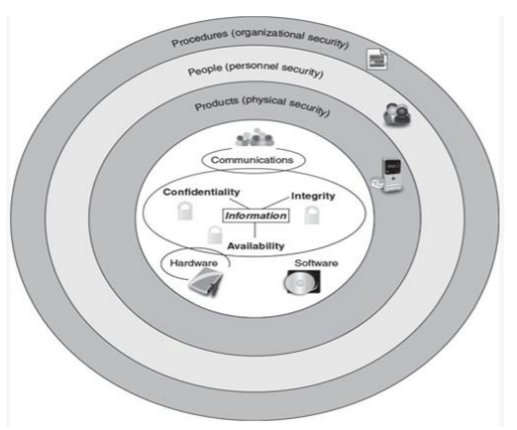 Procedures (organizational security)
People (personnel security)
Products (physical security)
Communications
Confidentiality
Integrity
Information
Availability
Hardware
Software